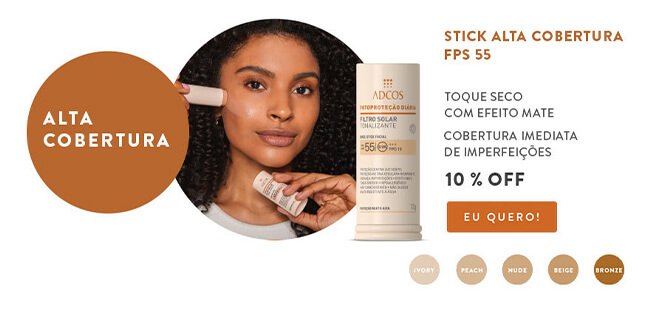 ALTA
COBERTURA
ADCOS
FOTOPROTEÇÃO DIÁRIA
FILTRO SOLAR
TONALIZANTE
55
STICK ALTA COBERTURA
FPS 55
TOQUE SECO
COM EFEITO MATE
COBERTURA IMEDIATA
DE IMPERFEIÇÕES
10 % OFF
EU QUERO!
IVORY
PEACH
NUDE
BEIGE
BRONZE